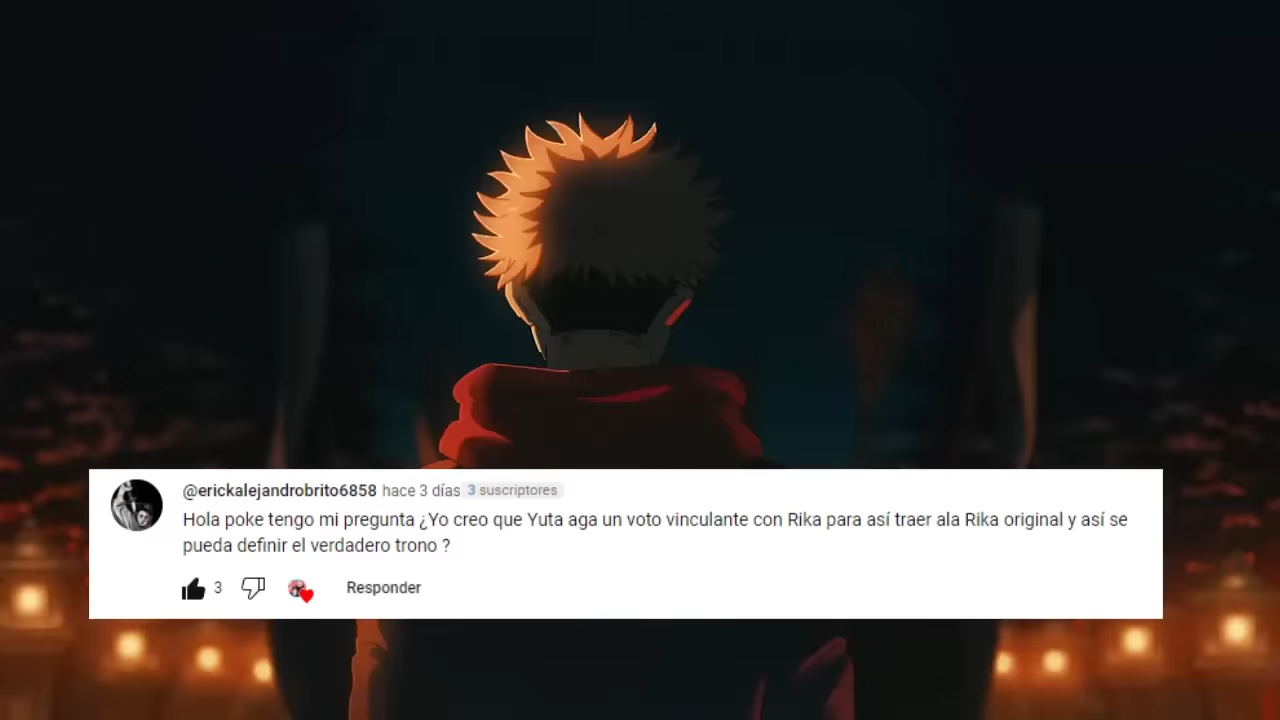 @erickalejandrobrito6858 hace 3 días 3 suscriptores
Hola poke tengo mi pregunta ¿Yo creo que Yuta aga un voto vinculante con Rika para así traer ala Rika original y así se
pueda definir el verdadero trono ?
3 Responder